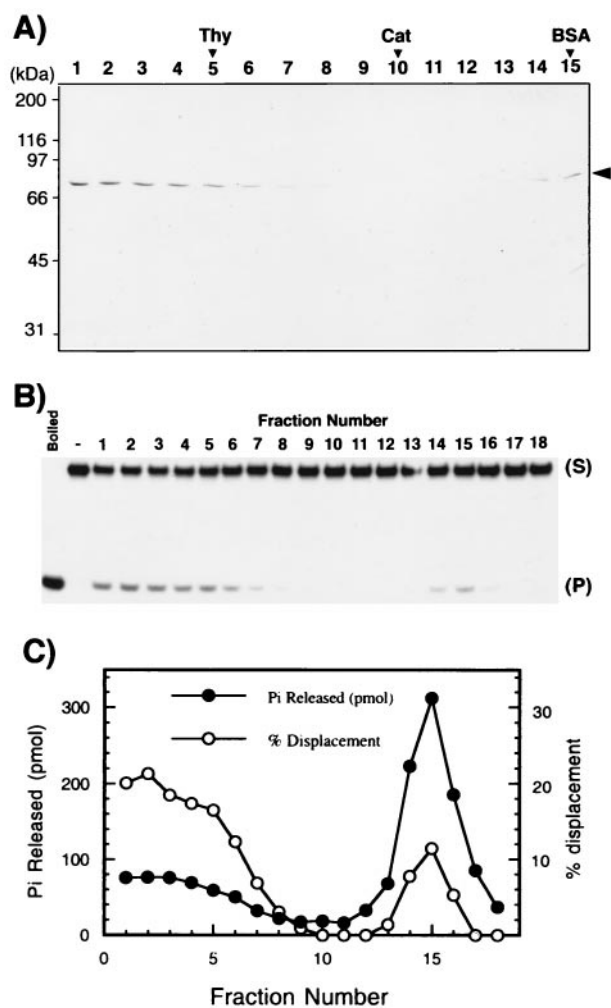 A)
Thy Cat BSA
(kDa) 1 2 3 4 5 6 7 8 9 10 11 12 13 14 15
200
116
97
66
45
31
B)
Fraction Number
Boiled - 1 2 3 4 5 6 7 8 9 10 11 12 13 14 15 16 17 18
(S)
(P)
C)
Pi Released (pmol)
% Displacement
300 30
200 20
100 10
0
0 5 10 15
Pi Released (pmol)
% displacement
Fraction Number